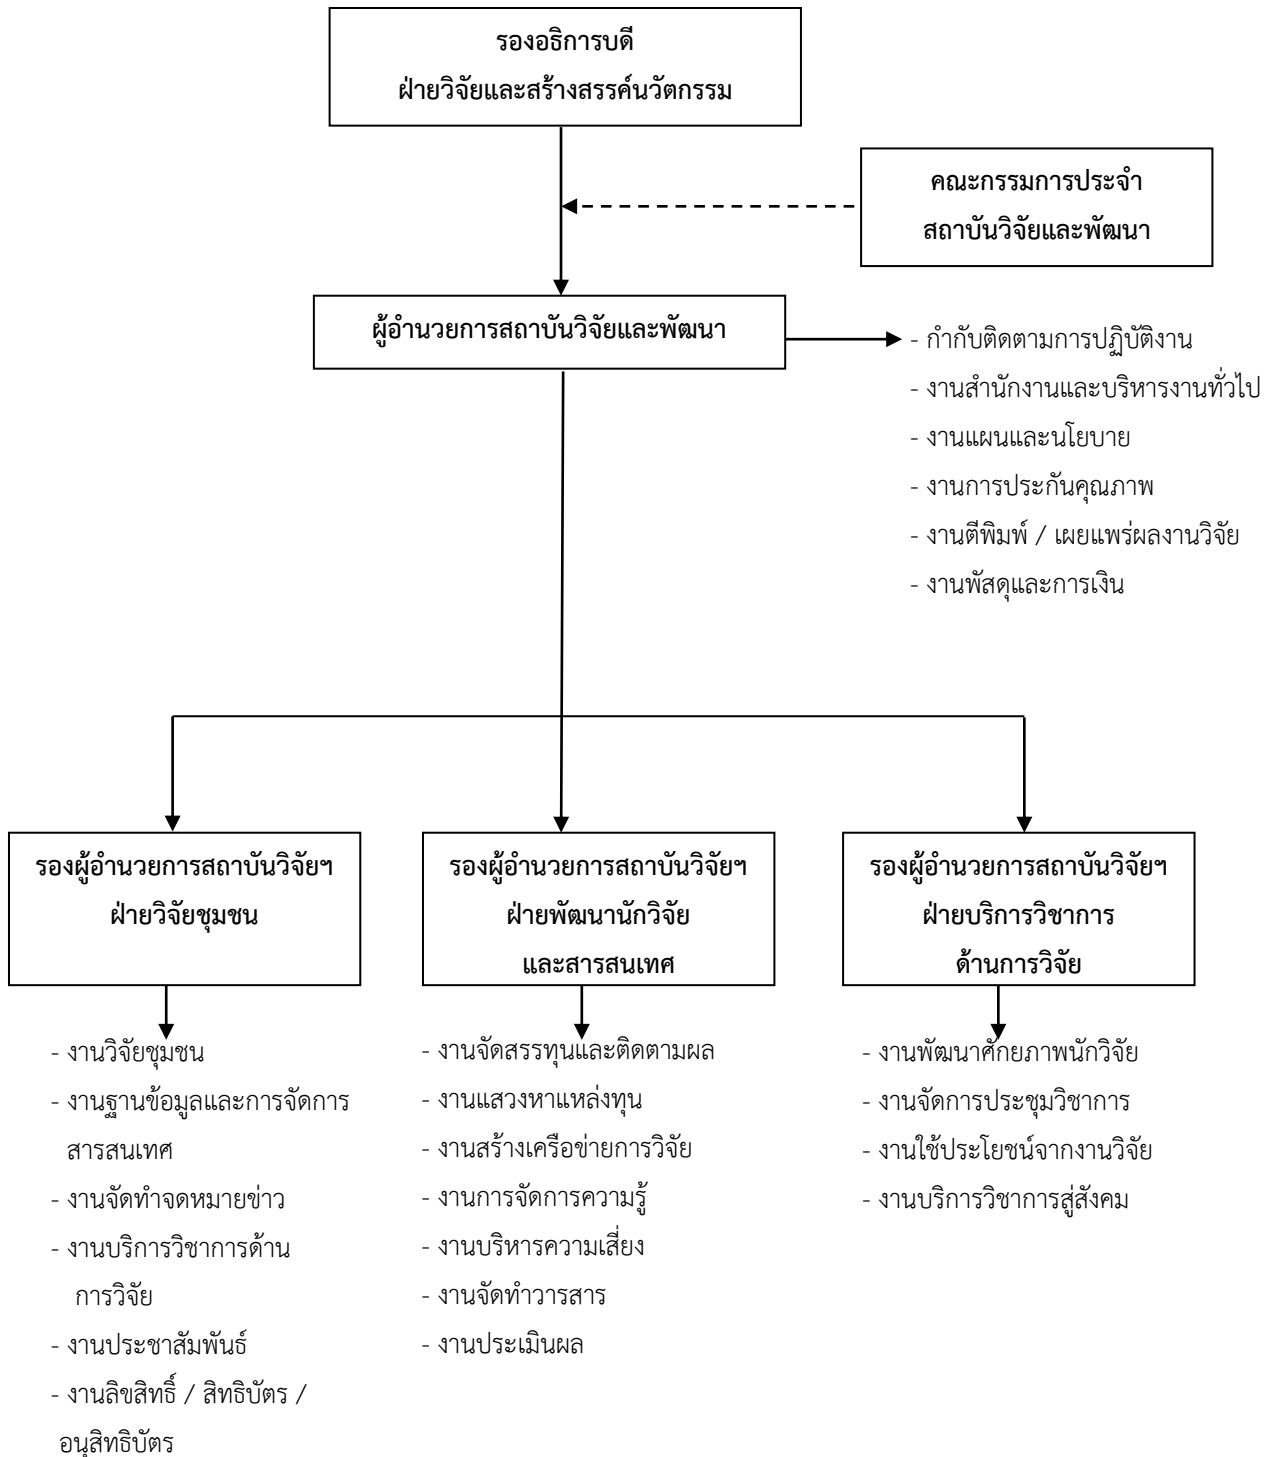 รองอธิการบดี
ฝ่ายวิจัยและสร้างสรรค์นวัตกรรม
คณะกรรมการประจำ
สถาบันวิจัยและพัฒนา
ผู้อำนวยการสถาบันวิจัยและพัฒนา
- กำกับติดตามการปฏิบัติงาน
- งานสำนักงานและบริหารงานทั่วไป
- งานแผนและนโยบาย
- งานการประกันคุณภาพ
- งานตีพิมพ์ / เผยแพร่ผลงานวิจัย
- งานพัสดุและการเงิน
รองผู้อำนวยการสถาบันวิจัยฯ
ฝ่ายวิจัยชุมชน
- งานวิจัยชุมชน
- งานฐานข้อมูลและการจัดการ
สารสนเทศ
- งานจัดทำจดหมายข่าว
- งานบริการวิชาการด้าน
การวิจัย
- งานประชาสัมพันธ์
- งานลิขสิทธิ์ / สิทธิบัตร /
อนุสิทธิบัตร
รองผู้อำนวยการสถาบันวิจัยฯ
ฝ่ายพัฒนานักวิจัย
และสารสนเทศ
- งานจัดสรรทุนและติดตามผล
- งานแสวงหาแหล่งทุน
- งานสร้างเครือข่ายการวิจัย
- งานการจัดการความรู้
- งานบริหารความเสี่ยง
- งานจัดทำวารสาร
- งานประเมินผล
รองผู้อำนวยการสถาบันวิจัยฯ
ฝ่ายบริการวิชาการ
ด้านการวิจัย
- งานพัฒนาศักยภาพนักวิจัย
- งานจัดการประชุมวิชาการ
- งานใช้ประโยชน์จากงานวิจัย
- งานบริการวิชาการสู่สังคม